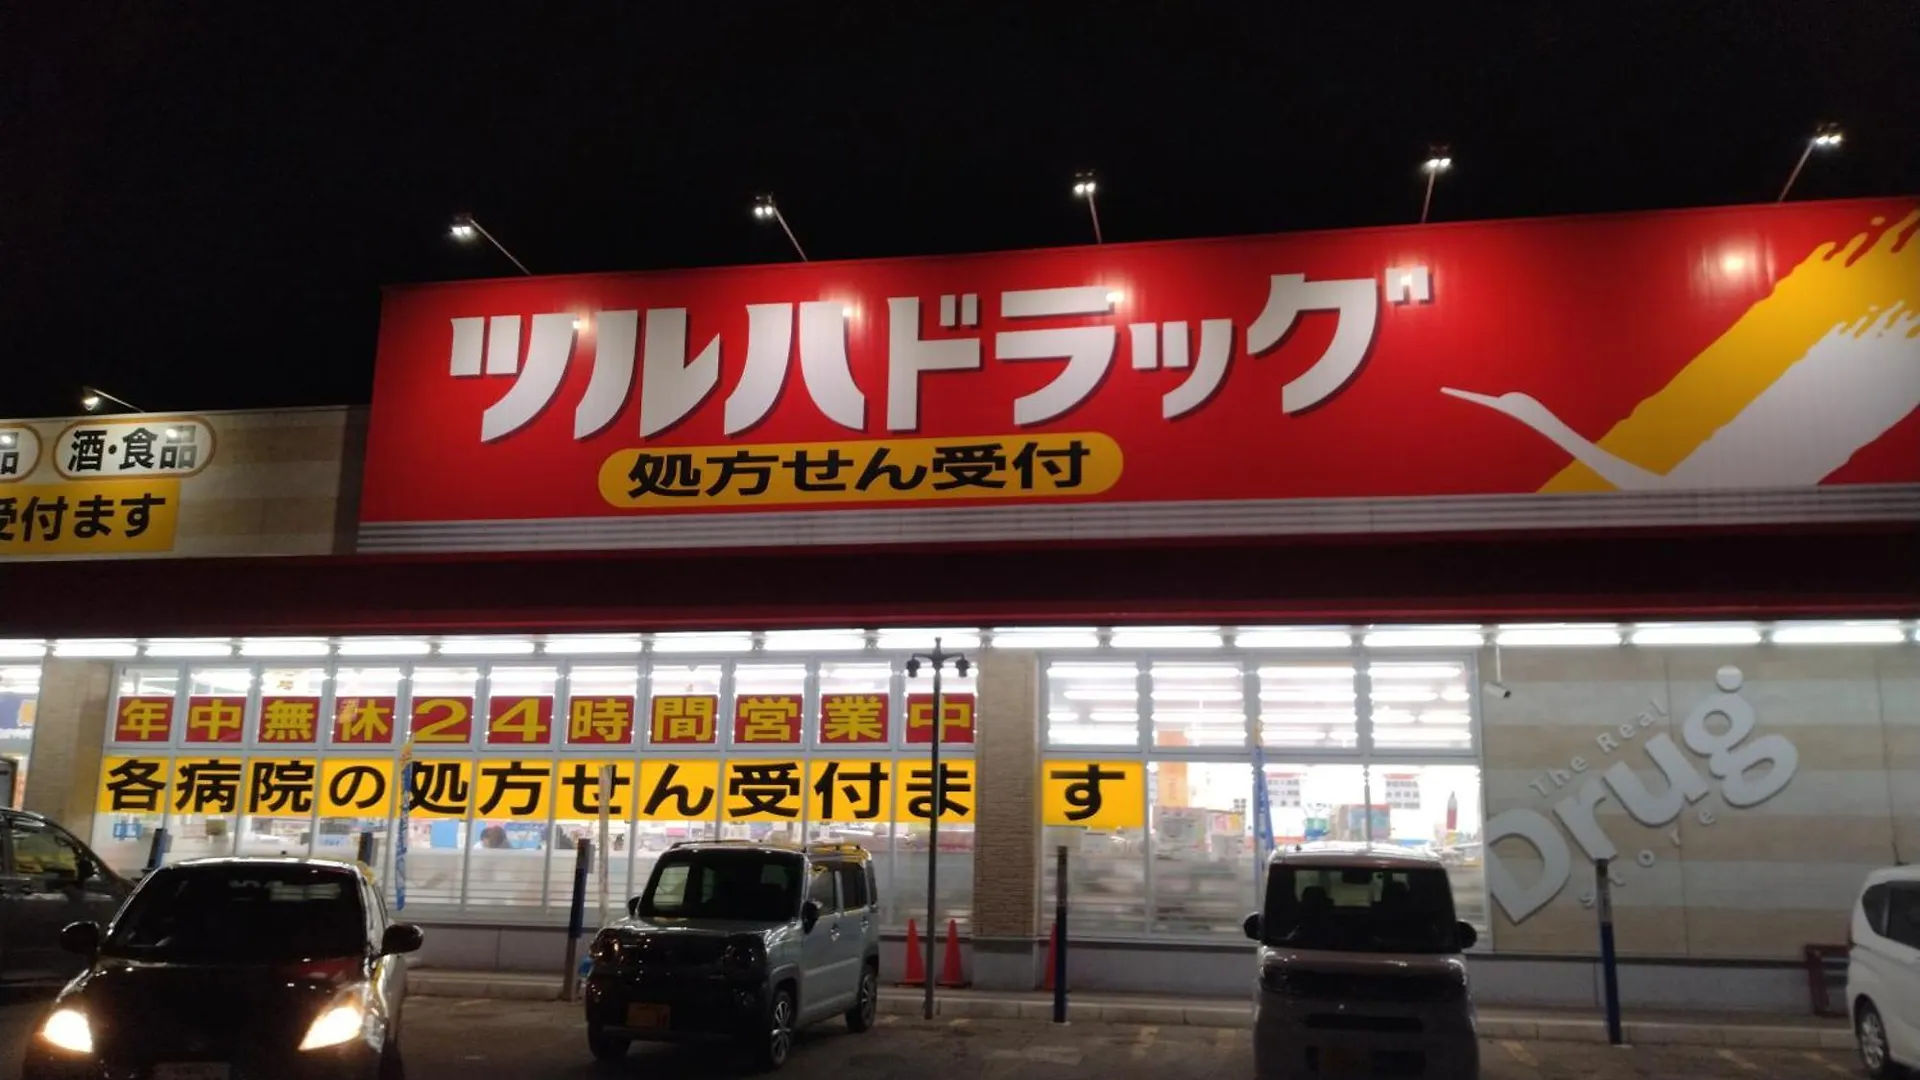 ツルハドラッグ
処方せん受付
品
酒・食品
受付ます
年中無休24時間営業中
各病院の処方せん受付ます
The Real
Drug
store